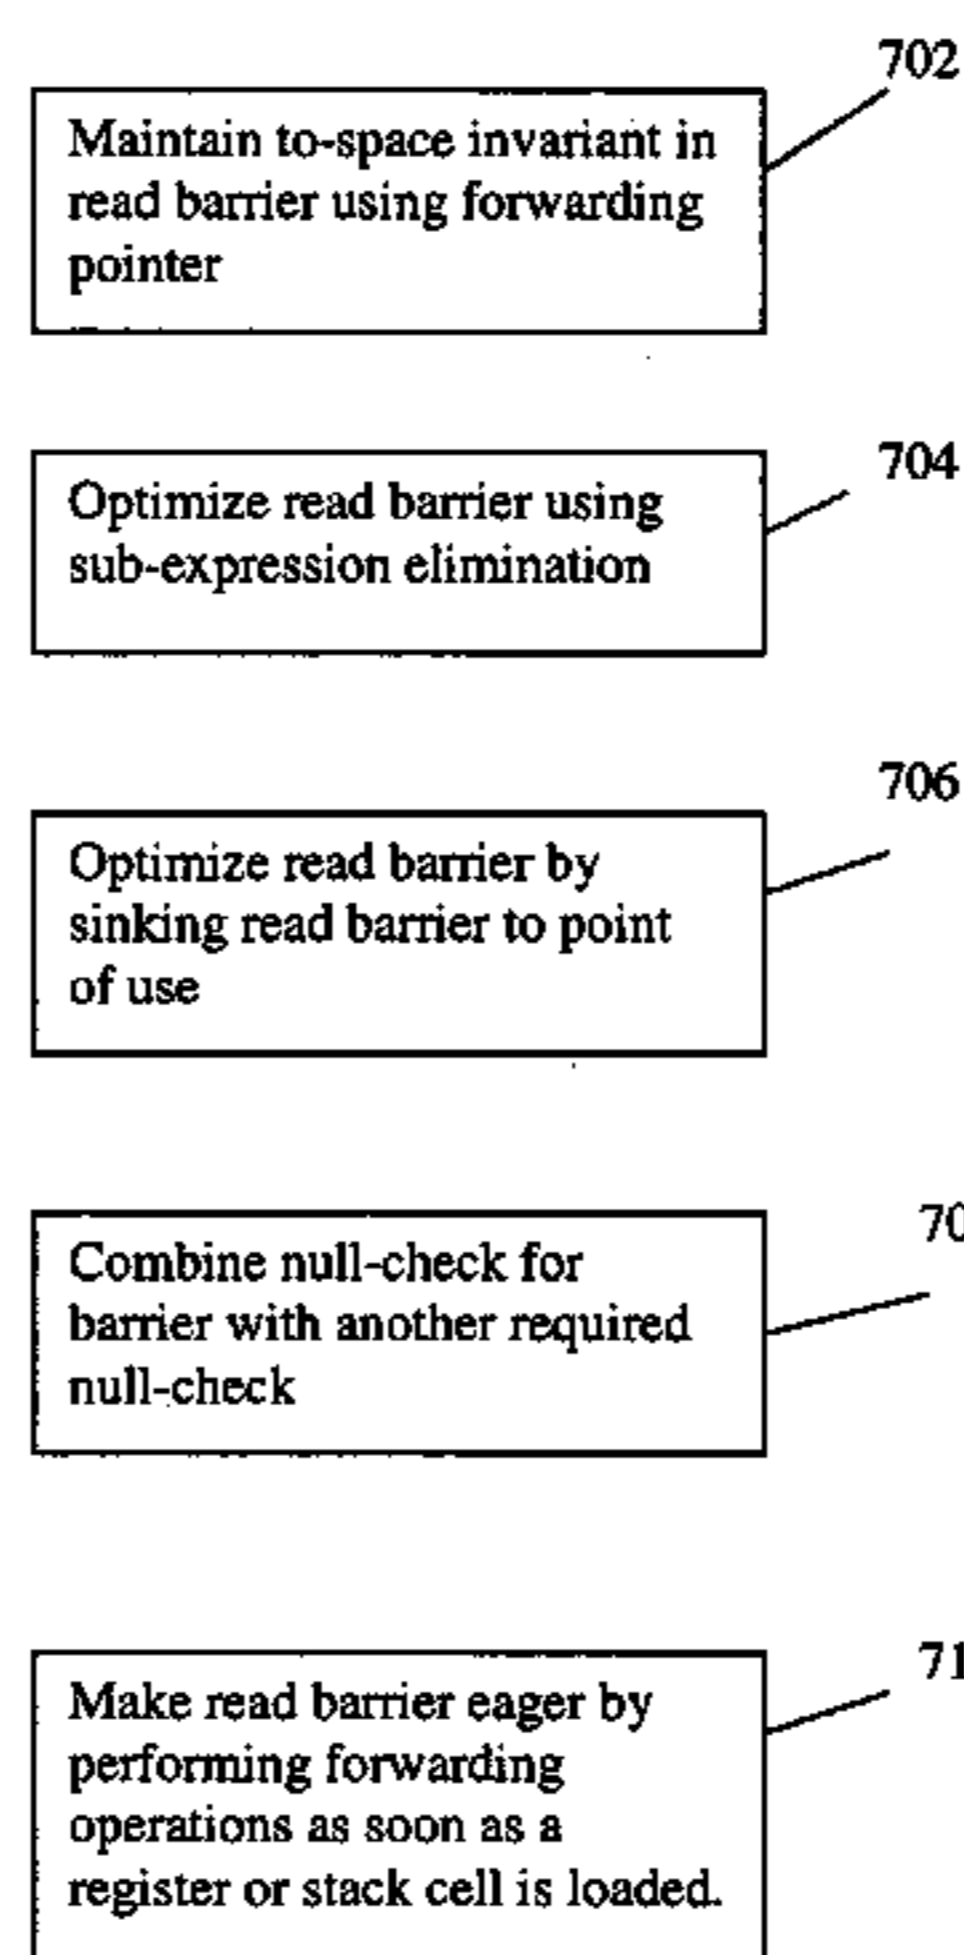 702
Maintain to-space invariant in
read barrier using forwarding
pointer
704
Optimize read barrier using
sub-expression elimination
706
Optimize read barrier by
sinking read barrier to point
of use
70
Combine null-check for
barrier with another required
null-check
71
Make read barrier eager by
performing forwarding
operations as soon as a
register or stack cell is loaded.